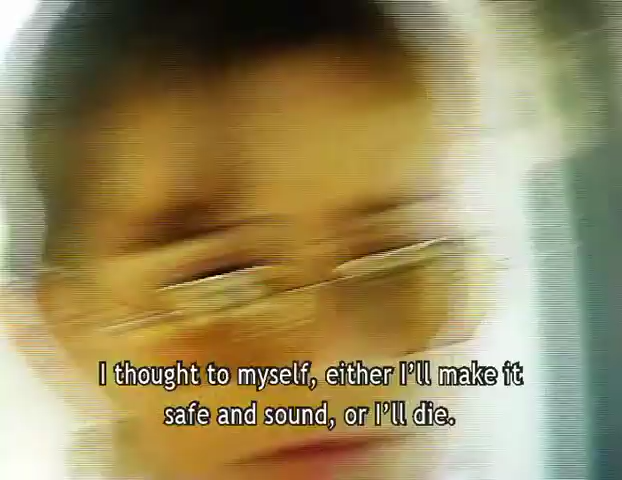 I thought to myself, either I'll make it
safe and sound, or I'll die.